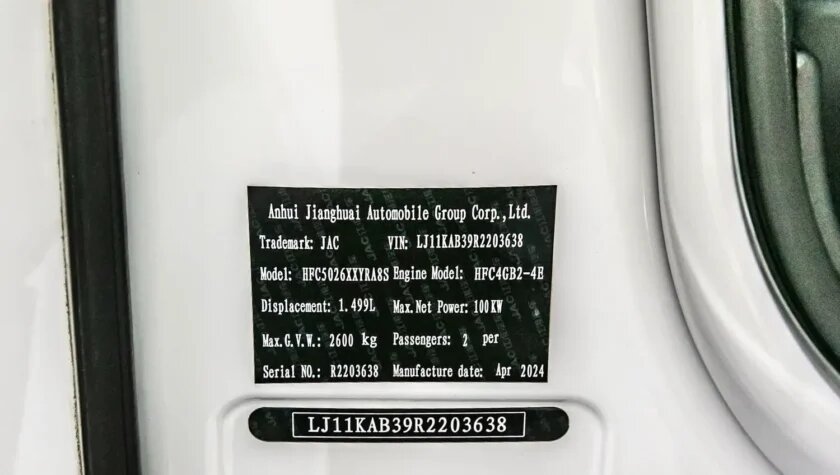 Anhui Jianghuai Automobile Group Corp.,Ltd.
Trademark: JAC VIN: LJ11KAB39R2203638
Model: HFC5026XXYRA8S Engine Model: HFC4GB2-4E
Displacement: 1.499L Max.Net Power: 100KW
Max.G.V.W.: 2600 kg Passengers: 2 per
Serial NO.: R2203638 Manufacture date: Apr 2024
LJ11KAB39R2203638